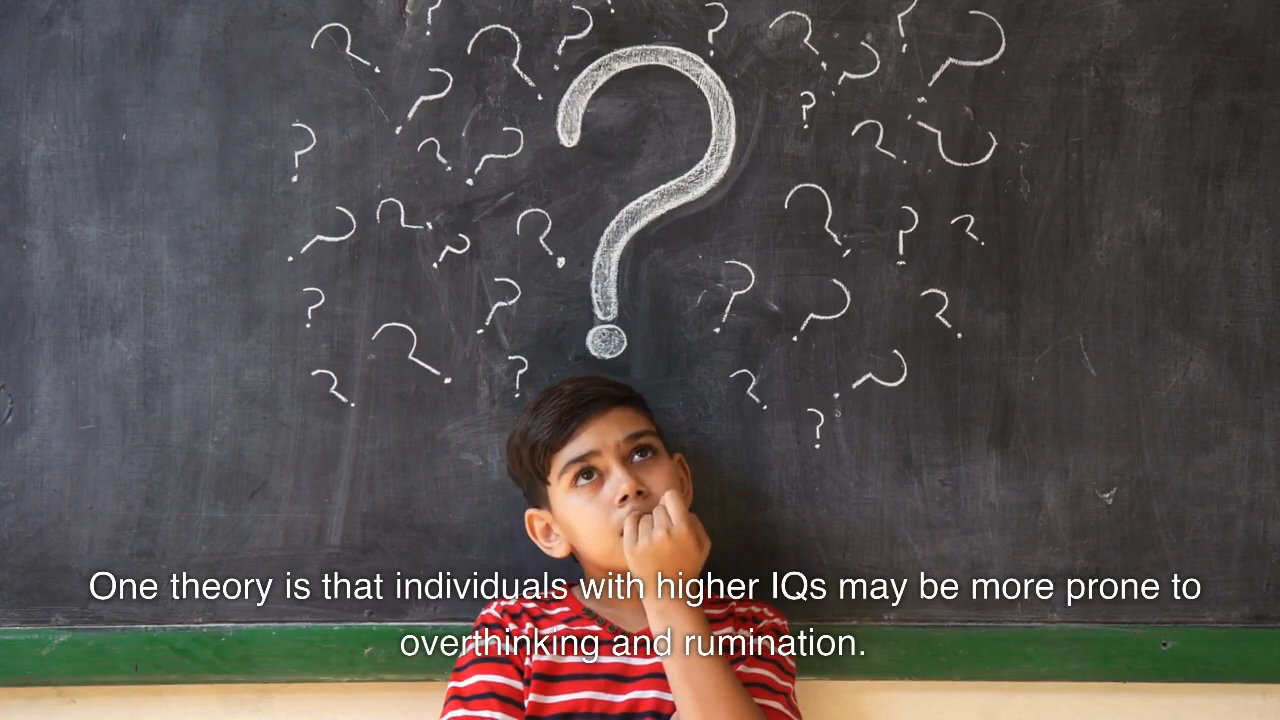 ?
One theory is that individuals with higher IQs may be more prone to
overthinking and rumination.